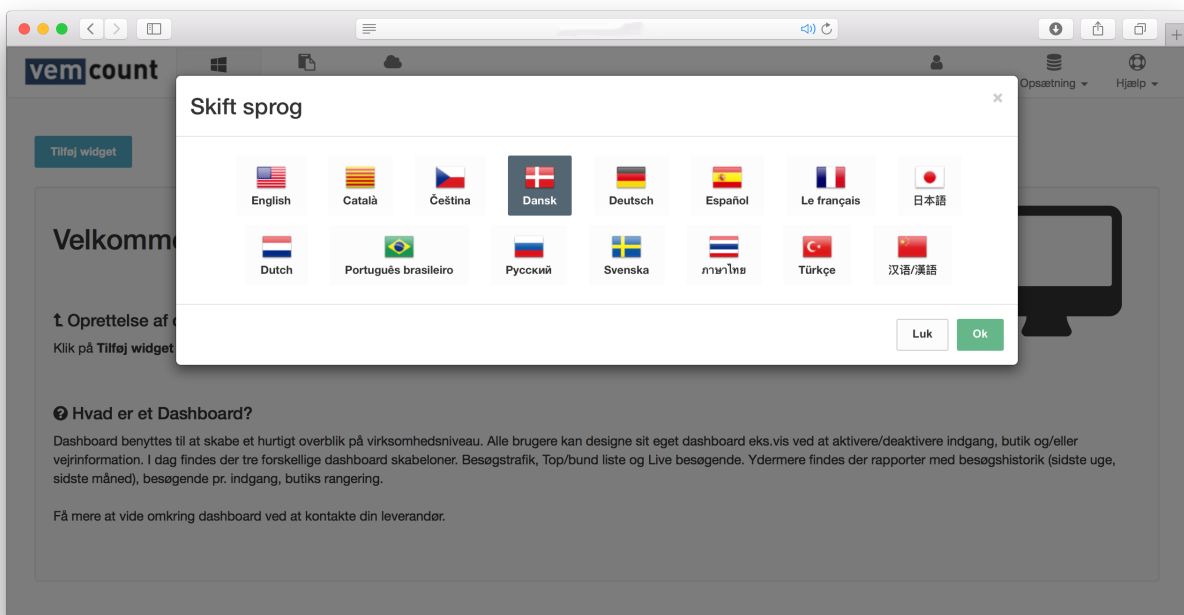 vemcount
Opsætning
Hjælp
Skift sprog
×
Tilføj widget
English
Català
Čeština
Dansk
Deutsch
Español
Le français
日本語
Velkomme
Dutch
Português brasileiro
Русский
Svenska
ภาษาไทย
Türkçe
汉语/漢語
Oprettelse af
Luk
Ok
Klik på Tilføj widget
Hvad er et Dashboard?
Dashboard benyttes til at skabe et hurtigt overblik på virksomhedsniveau. Alle brugere kan designe sit eget dashboard eks.vis ved at aktivere/deaktivere indgang, butik og/eller
vejrinformation. I dag findes der tre forskellige dashboard skabeloner. Besøgstrafik, Top/bund liste og Live besøgende. Ydermere findes der rapporter med besøgshistorik (sidste uge,
sidste måned), besøgende pr. indgang, butiks rangering.
Få mere at vide omkring dashboard ved at kontakte din leverandør.